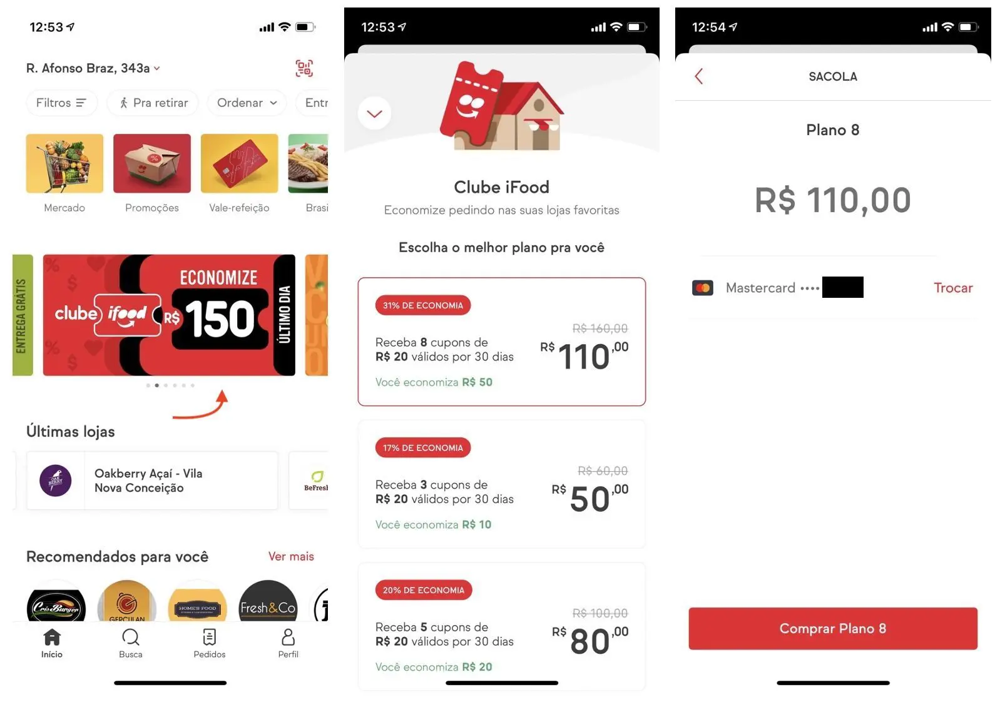 12:53
R. Afonso Braz, 343a
Filtros
Pra retirar
Ordenar
Entr
Mercado
Promoções
Vale-refeição
Brasi
ENTREGA GRÁTIS
clube ifood
ECONOMIZE
R$ 150
ÚLTIMO DIA
Últimas lojas
OAK BERRY
Oakberry Açaí - Vila
Nova Conceição
BeFresh
Recomendados para você
Ver mais
Cris Burger
GERCULAN
HOME'S FOOD
Fresh&Co
Início
Busca
Pedidos
Perfil
12:53
Clube iFood
Economize pedindo nas suas lojas favoritas
Escolha o melhor plano pra você
31% DE ECONOMIA
R$ 160,00
Receba 8 cupons de
R$ 20 válidos por 30 dias
R$ 110,00
Você economiza R$ 50
17% DE ECONOMIA
R$ 60,00
Receba 3 cupons de
R$ 20 válidos por 30 dias
R$ 50,00
Você economiza R$ 10
20% DE ECONOMIA
R$ 100,00
Receba 5 cupons de
R$ 20 válidos por 30 dias
R$ 80,00
Você economiza R$ 20
12:54
SACOLA
Plano 8
R$ 110,00
Mastercard ••••
Trocar
Comprar Plano 8